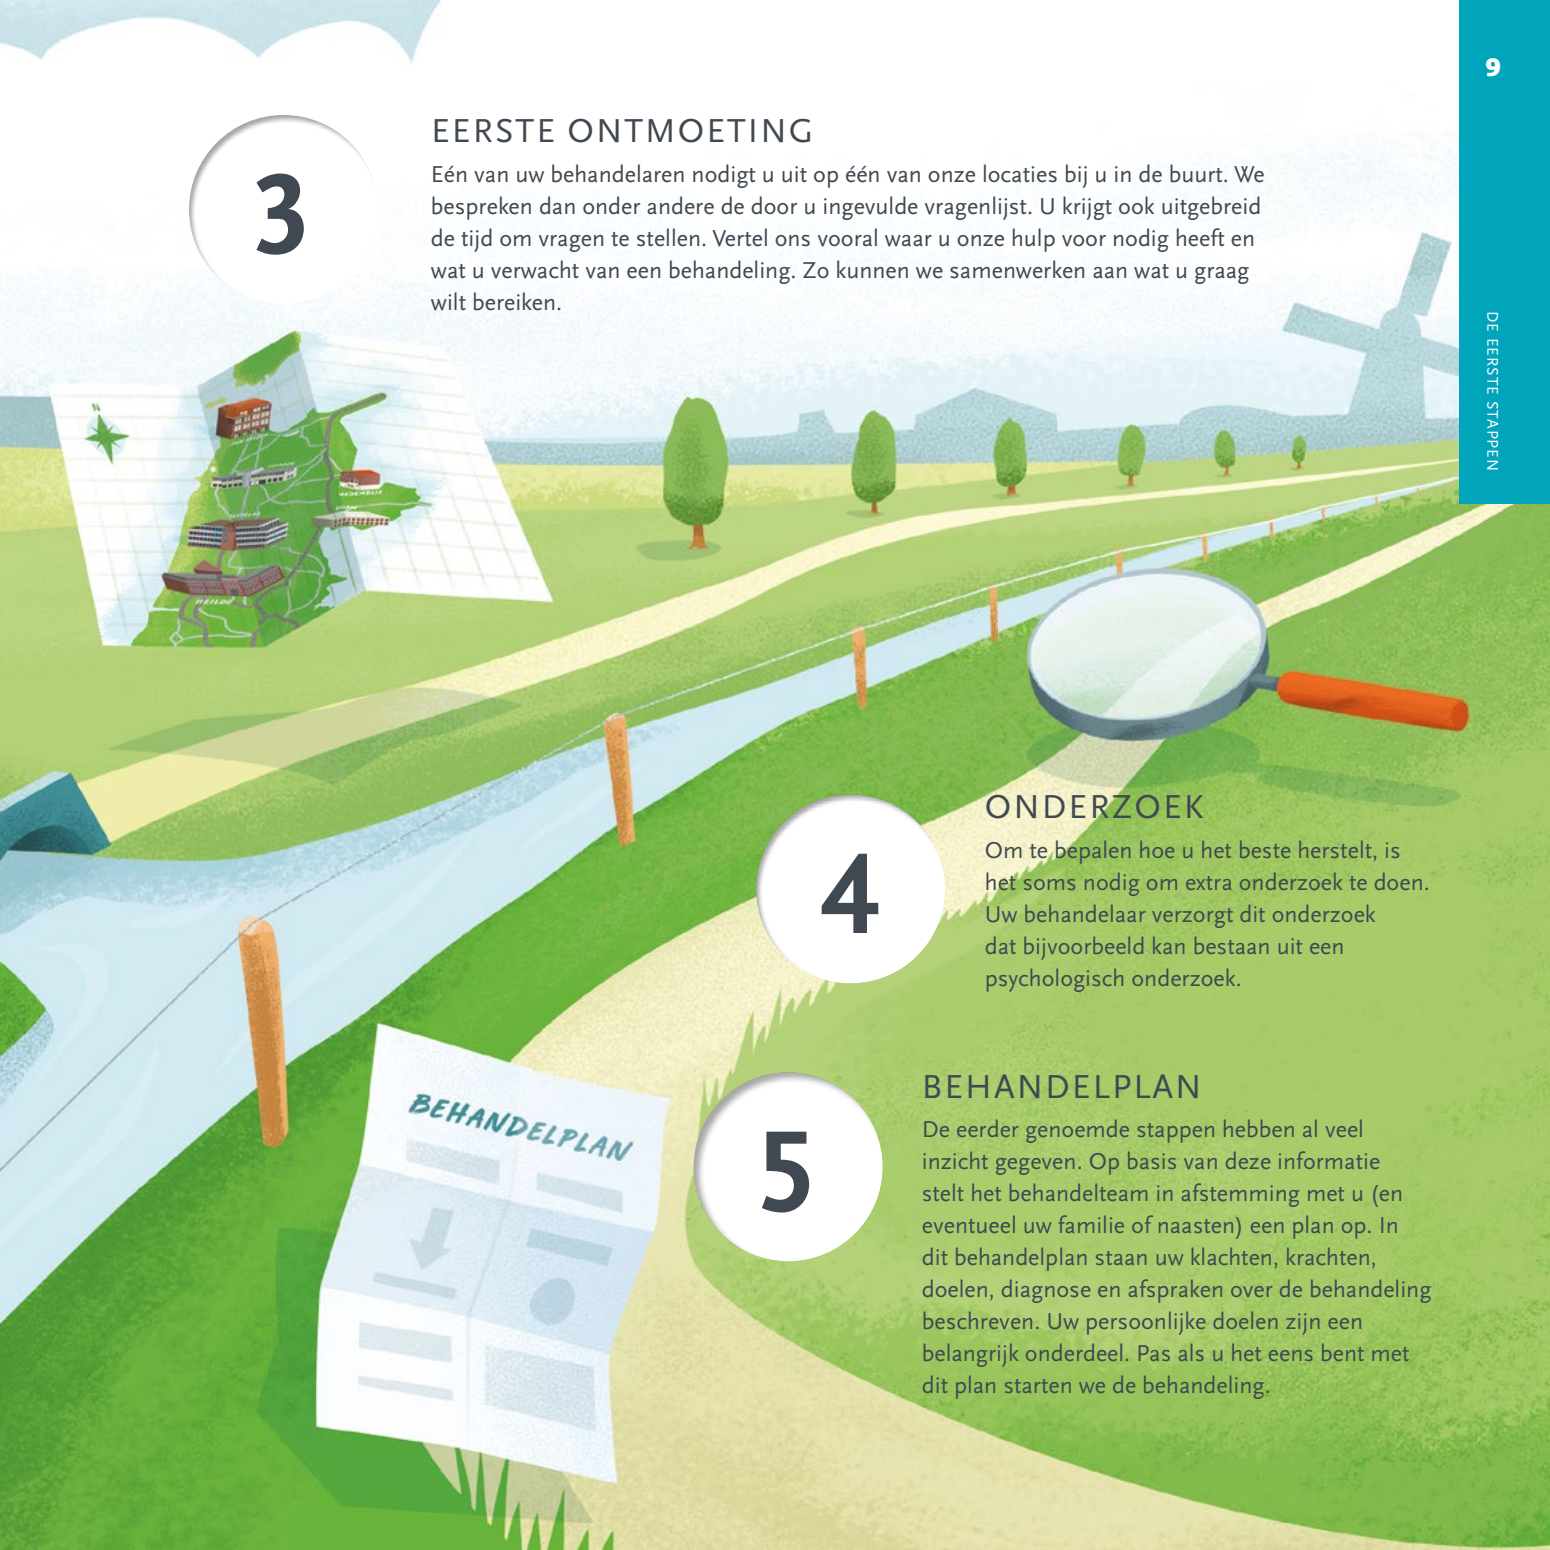 9
DE EERSTE STAPPEN
3
EERSTE ONTMOETING
Eén van uw behandelaren nodigt u uit op één van onze locaties bij u in de buurt. We
bespreken dan onder andere de door u ingevulde vragenlijst. U krijgt ook uitgebreid
de tijd om vragen te stellen. Vertel ons vooral waar u onze hulp voor nodig heeft en
wat u verwacht van een behandeling. Zo kunnen we samenwerken aan wat u graag
wilt bereiken.
N
MEDEMBLIK
HEILOO
4
ONDERZOEK
Om te bepalen hoe u het beste herstelt, is
het soms nodig om extra onderzoek te doen.
Uw behandelaar verzorgt dit onderzoek
dat bijvoorbeeld kan bestaan uit een
psychologisch onderzoek.
BEHANDELPLAN
5
BEHANDELPLAN
De eerder genoemde stappen hebben al veel
inzicht gegeven. Op basis van deze informatie
stelt het behandelteam in afstemming met u (en
eventueel uw familie of naasten) een plan op. In
dit behandelplan staan uw klachten, krachten,
doelen, diagnose en afspraken over de behandeling
beschreven. Uw persoonlijke doelen zijn een
belangrijk onderdeel. Pas als u het eens bent met
dit plan starten we de behandeling.